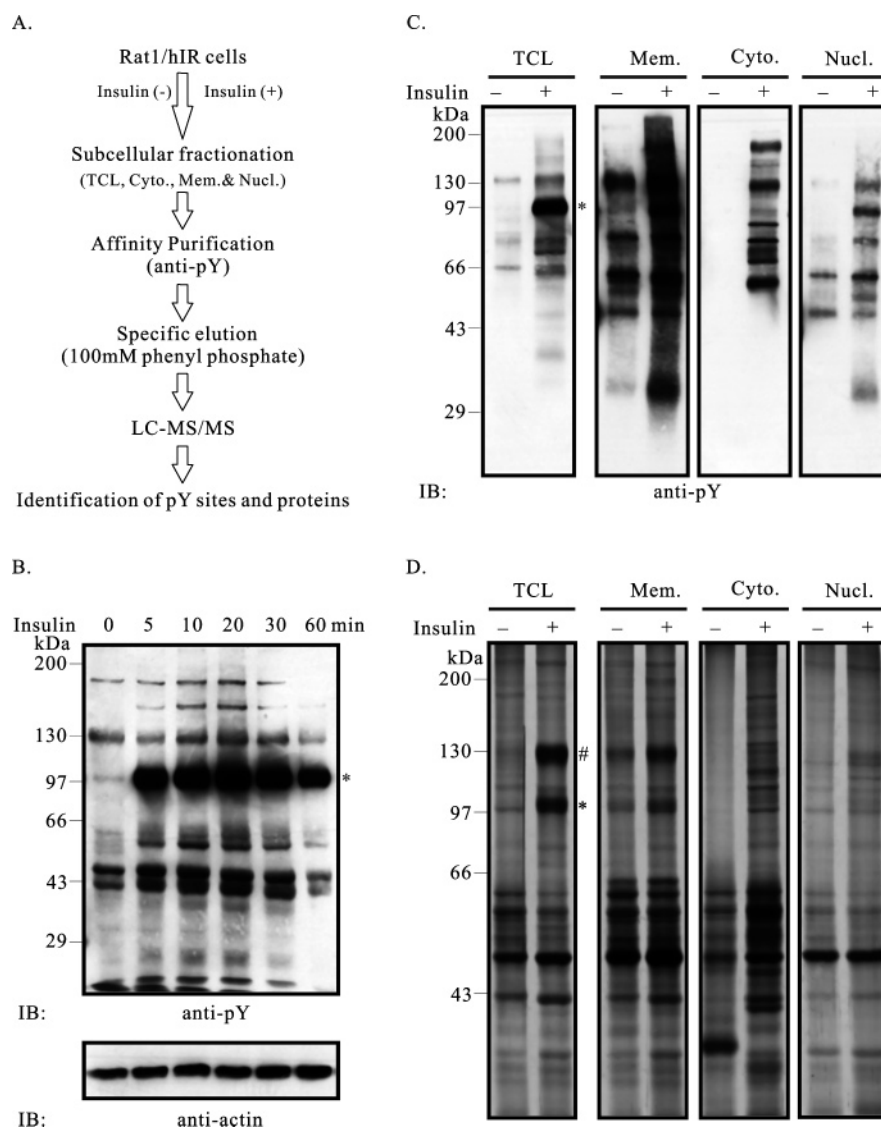 A.
Rat1/hIR cells
Insulin (-) Insulin (+)
Subcellular fractionation
(TCL, Cyto., Mem.& Nucl.)
Affinity Purification
(anti-pY)
Specific elution
(100mM phenyl phosphate)
LC-MS/MS
Identification of pY sites and proteins
B.
Insulin 0 5 10 20 30 60 min
kDa
200
130
97 *
66
43
29
IB: anti-pY
IB: anti-actin
C.
TCL Mem. Cyto. Nucl.
Insulin – + – + – + – +
kDa
200
130
97 *
66
43
29
IB: anti-pY
D.
TCL Mem. Cyto. Nucl.
Insulin – + – + – + – +
kDa
200
130 #
97 *
66
43